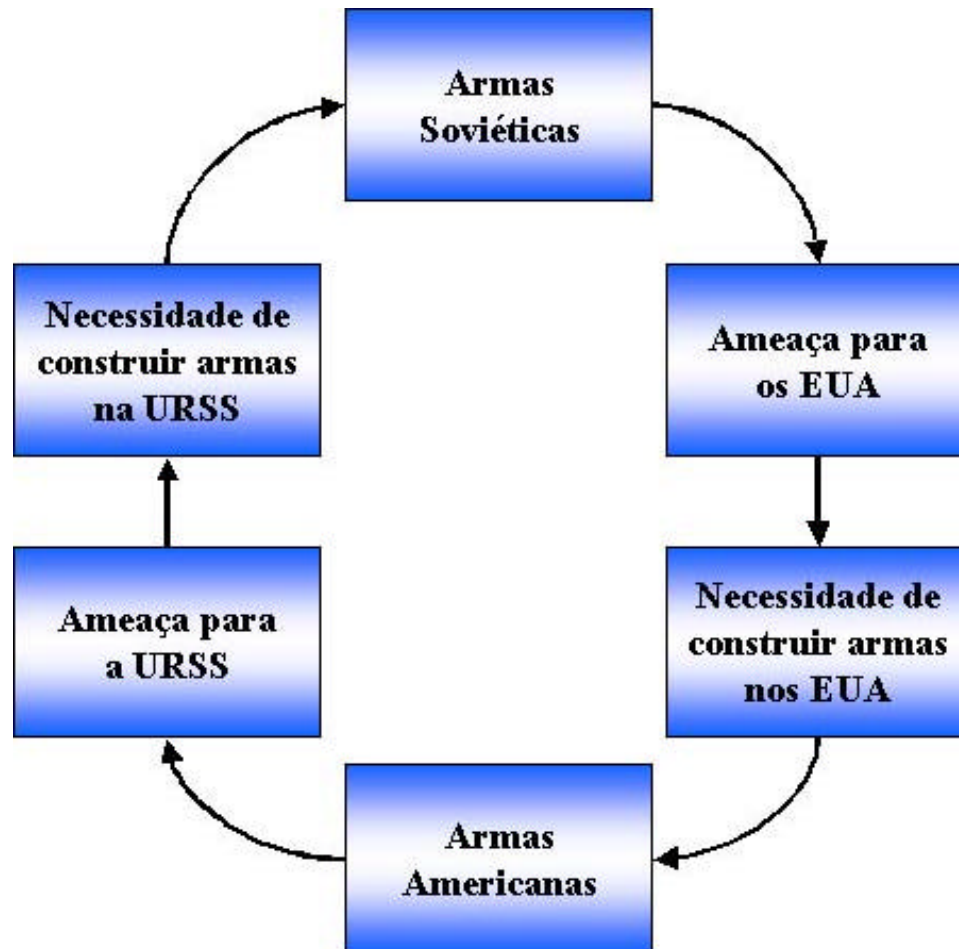 Armas
Soviéticas
Ameaça para
os EUA
Necessidade de
construir armas
nos EUA
Armas
Americanas
Ameaça para
a URSS
Necessidade de
construir armas
na URSS